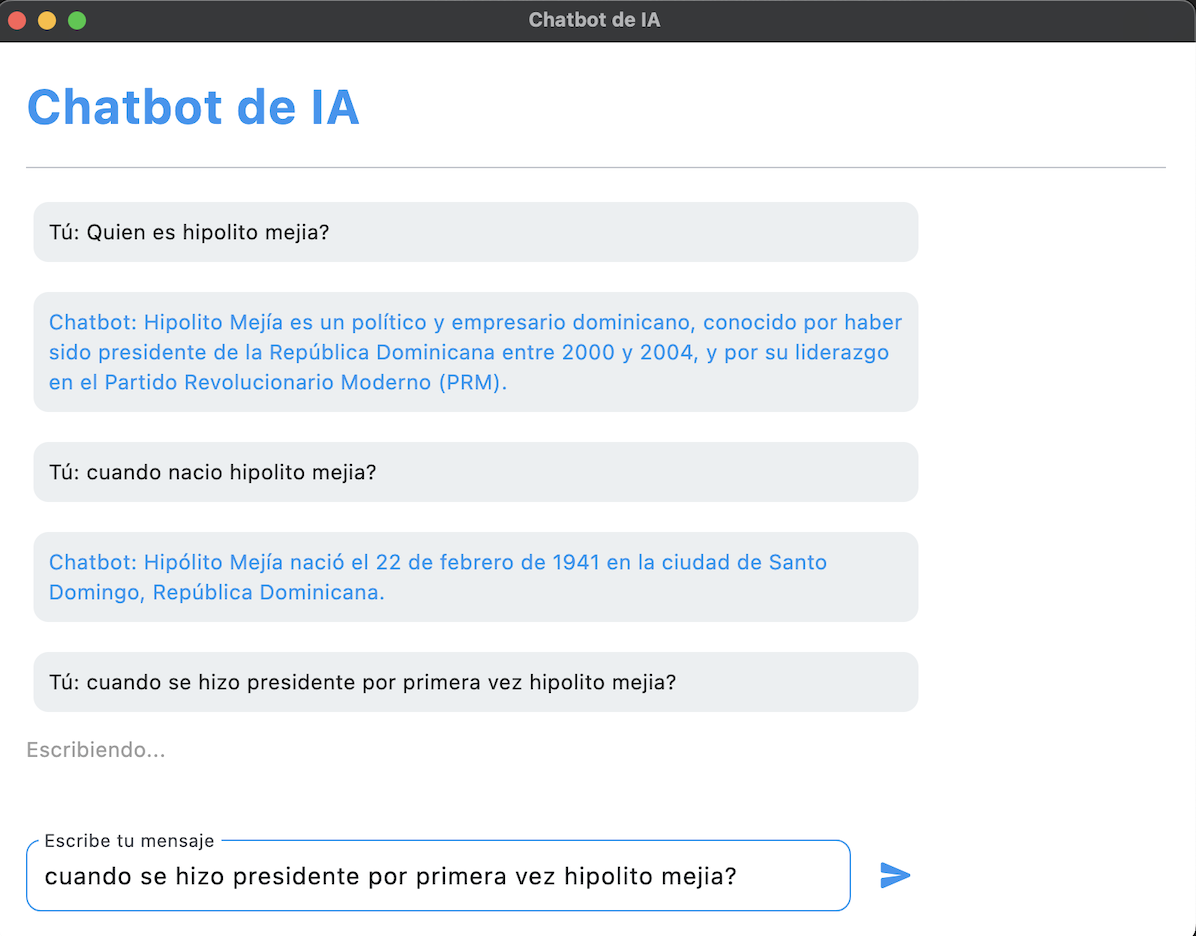 Chatbot de IA
Chatbot de IA
Tú: Quien es hipolito mejia?
Chatbot: Hipolito Mejía es un político y empresario dominicano, conocido por haber
sido presidente de la República Dominicana entre 2000 y 2004, y por su liderazgo
en el Partido Revolucionario Moderno (PRM).
Tú: cuando nacio hipolito mejia?
Chatbot: Hipólito Mejía nació el 22 de febrero de 1941 en la ciudad de Santo
Domingo, República Dominicana.
Tú: cuando se hizo presidente por primera vez hipolito mejia?
Escribiendo...
Escribe tu mensaje
cuando se hizo presidente por primera vez hipolito mejia?